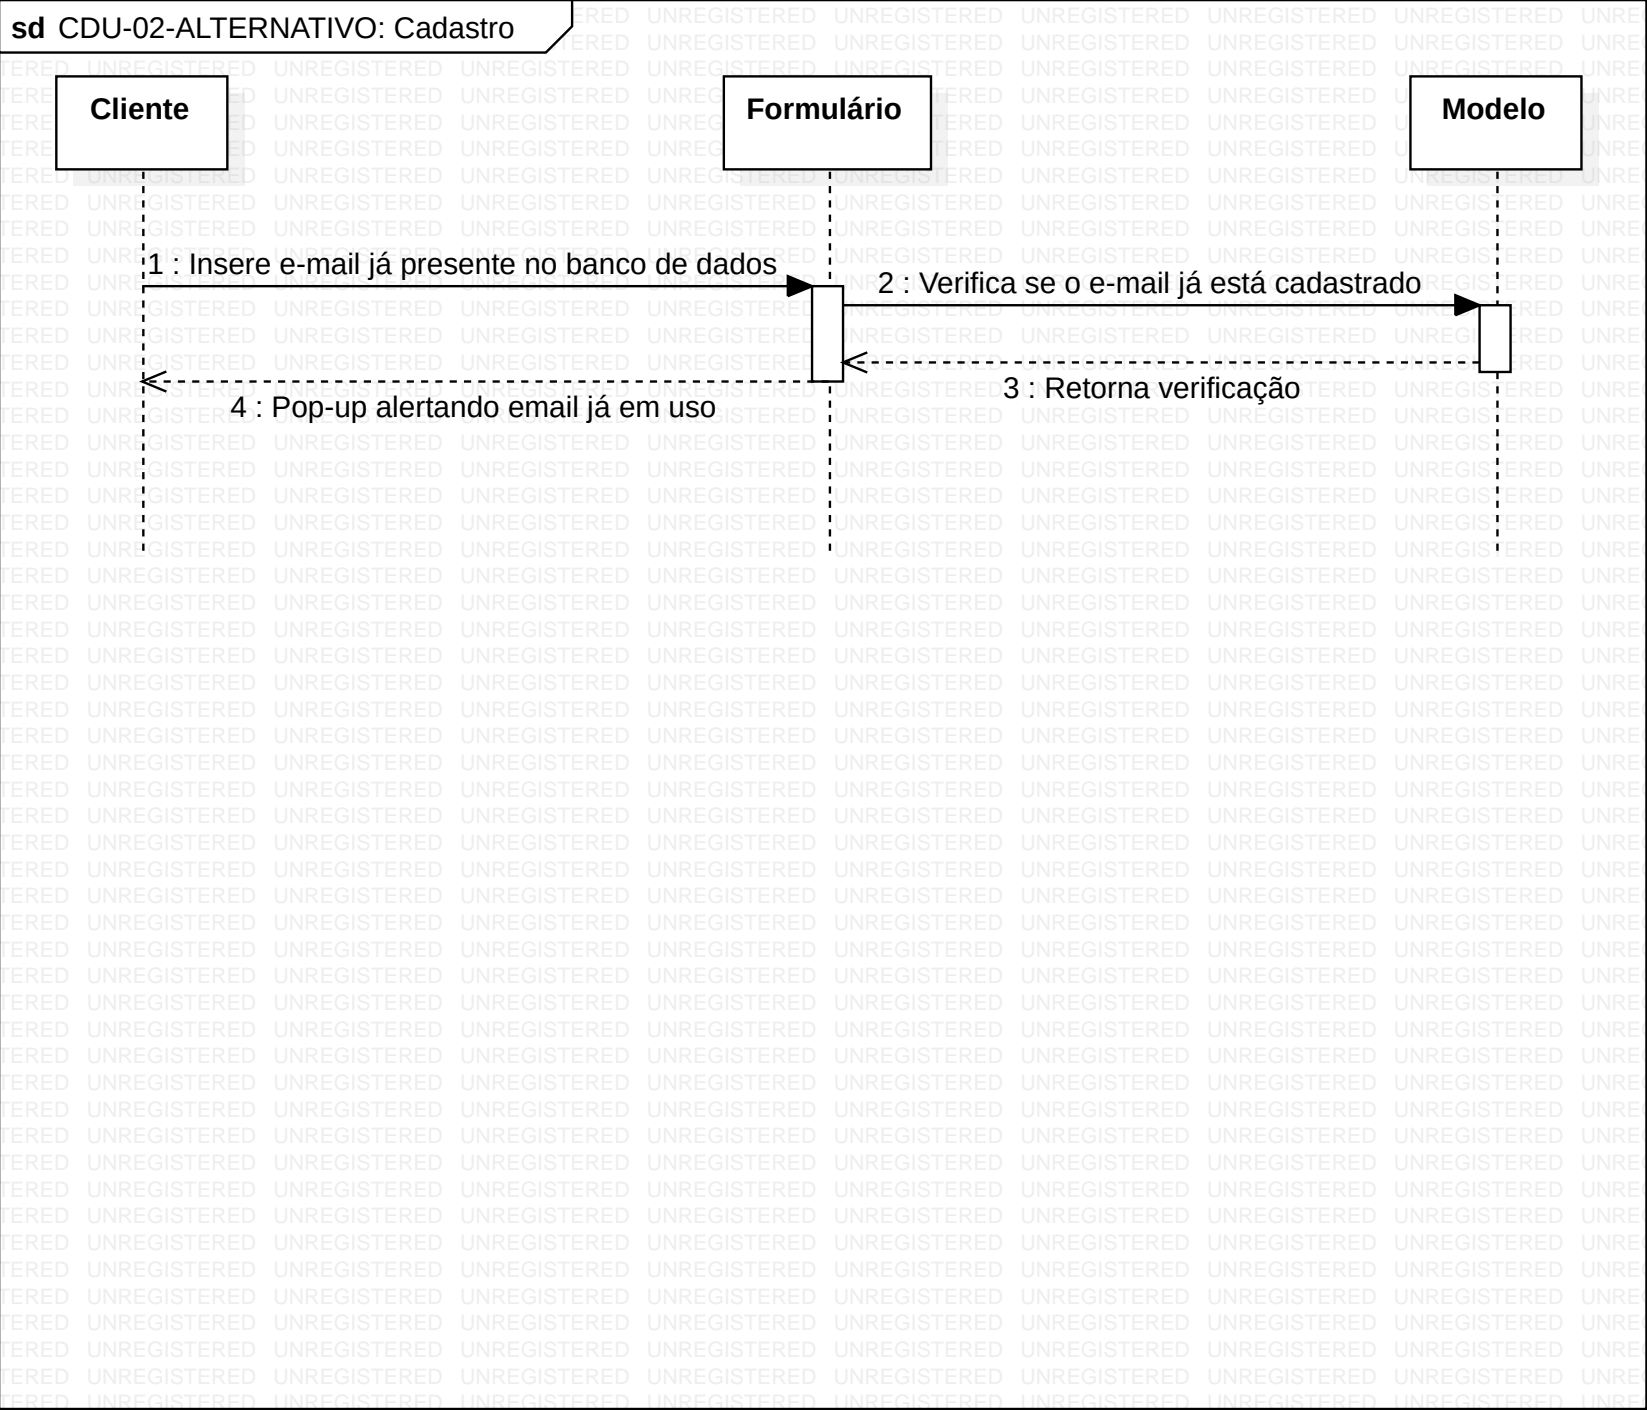 sd CDU-02-ALTERNATIVO: Cadastro
Cliente
Formulário
Modelo
1 : Insere e-mail já presente no banco de dados
2 : Verifica se o e-mail já está cadastrado
3 : Retorna verificação
4 : Pop-up alertando email já em uso
UNREGISTERED